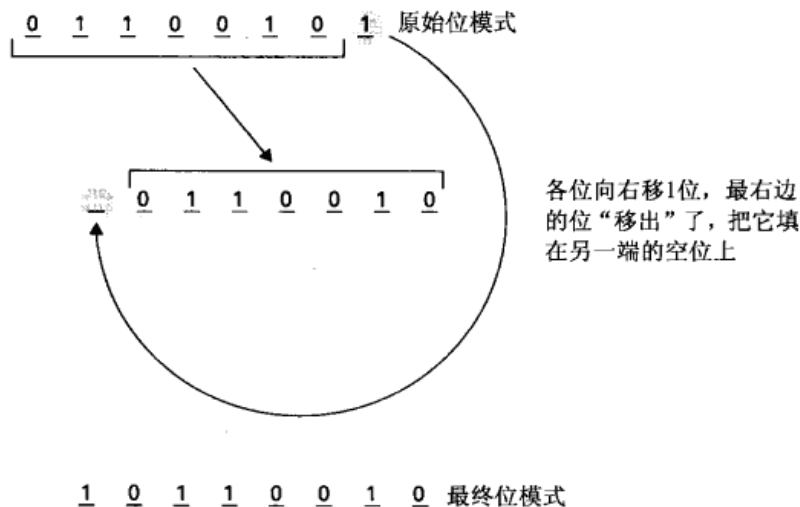 0 1 1 0 0 1 0 1 原始位模式
0 1 1 0 0 1 0
各位向右移1位，最右边
的位“移出”了，把它填
在另一端的空位上
1 0 1 1 0 0 1 0 最终位模式